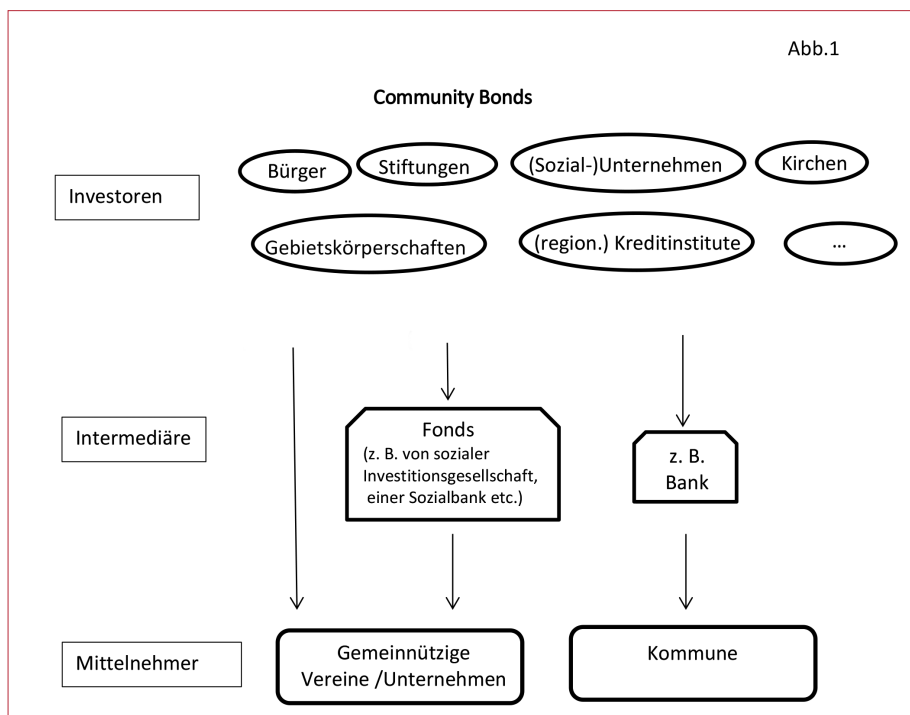 Abb.1
Community Bonds
Bürger
Stiftungen
(Sozial-)Unternehmen
Kirchen
Investoren
Gebietskörperschaften
(region.) Kreditinstitute
...
Intermediäre
Fonds
(z. B. von sozialer
Investitionsgesellschaft,
einer Sozialbank etc.)
z. B.
Bank
Mittelnehmer
Gemeinnützige
Vereine /Unternehmen
Kommune